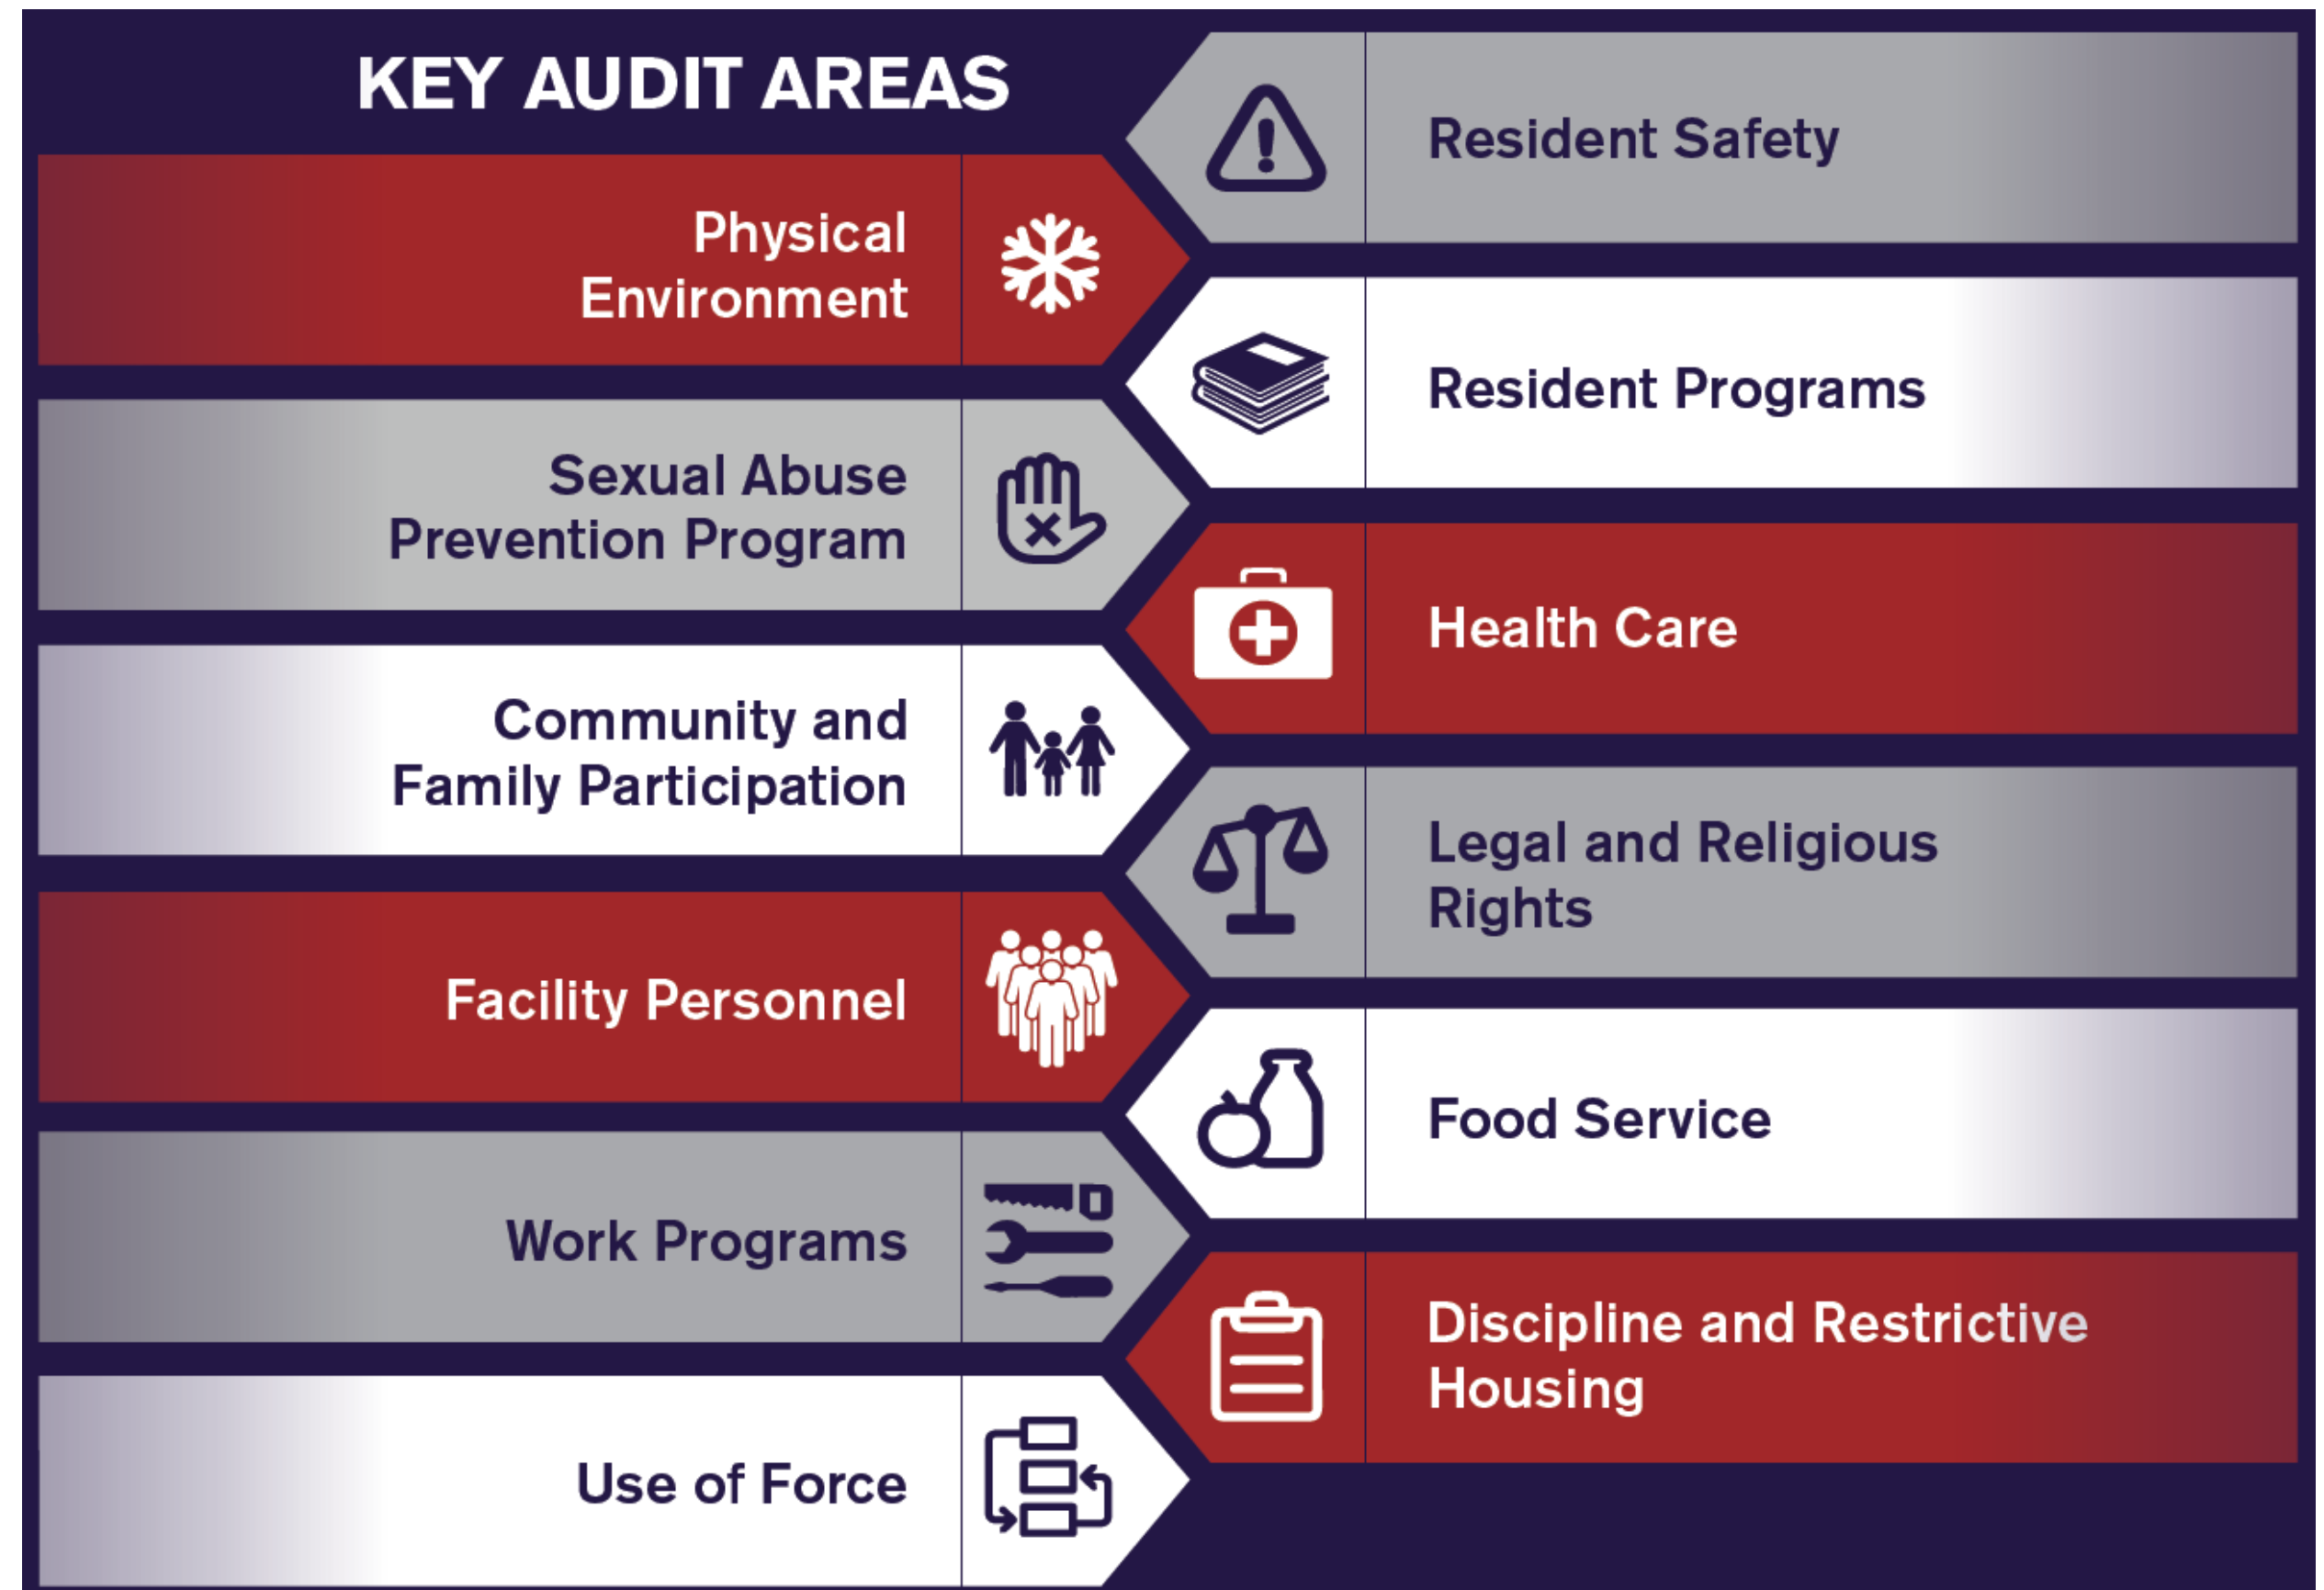 KEY AUDIT AREAS
Physical
Environment
Sexual Abuse
Prevention Program
Community and
Family Participation
Facility Personnel
Work Programs
Use of Force
Resident Safety
Resident Programs
Health Care
Legal and Religious
Rights
Food Service
Discipline and Restrictive
Housing